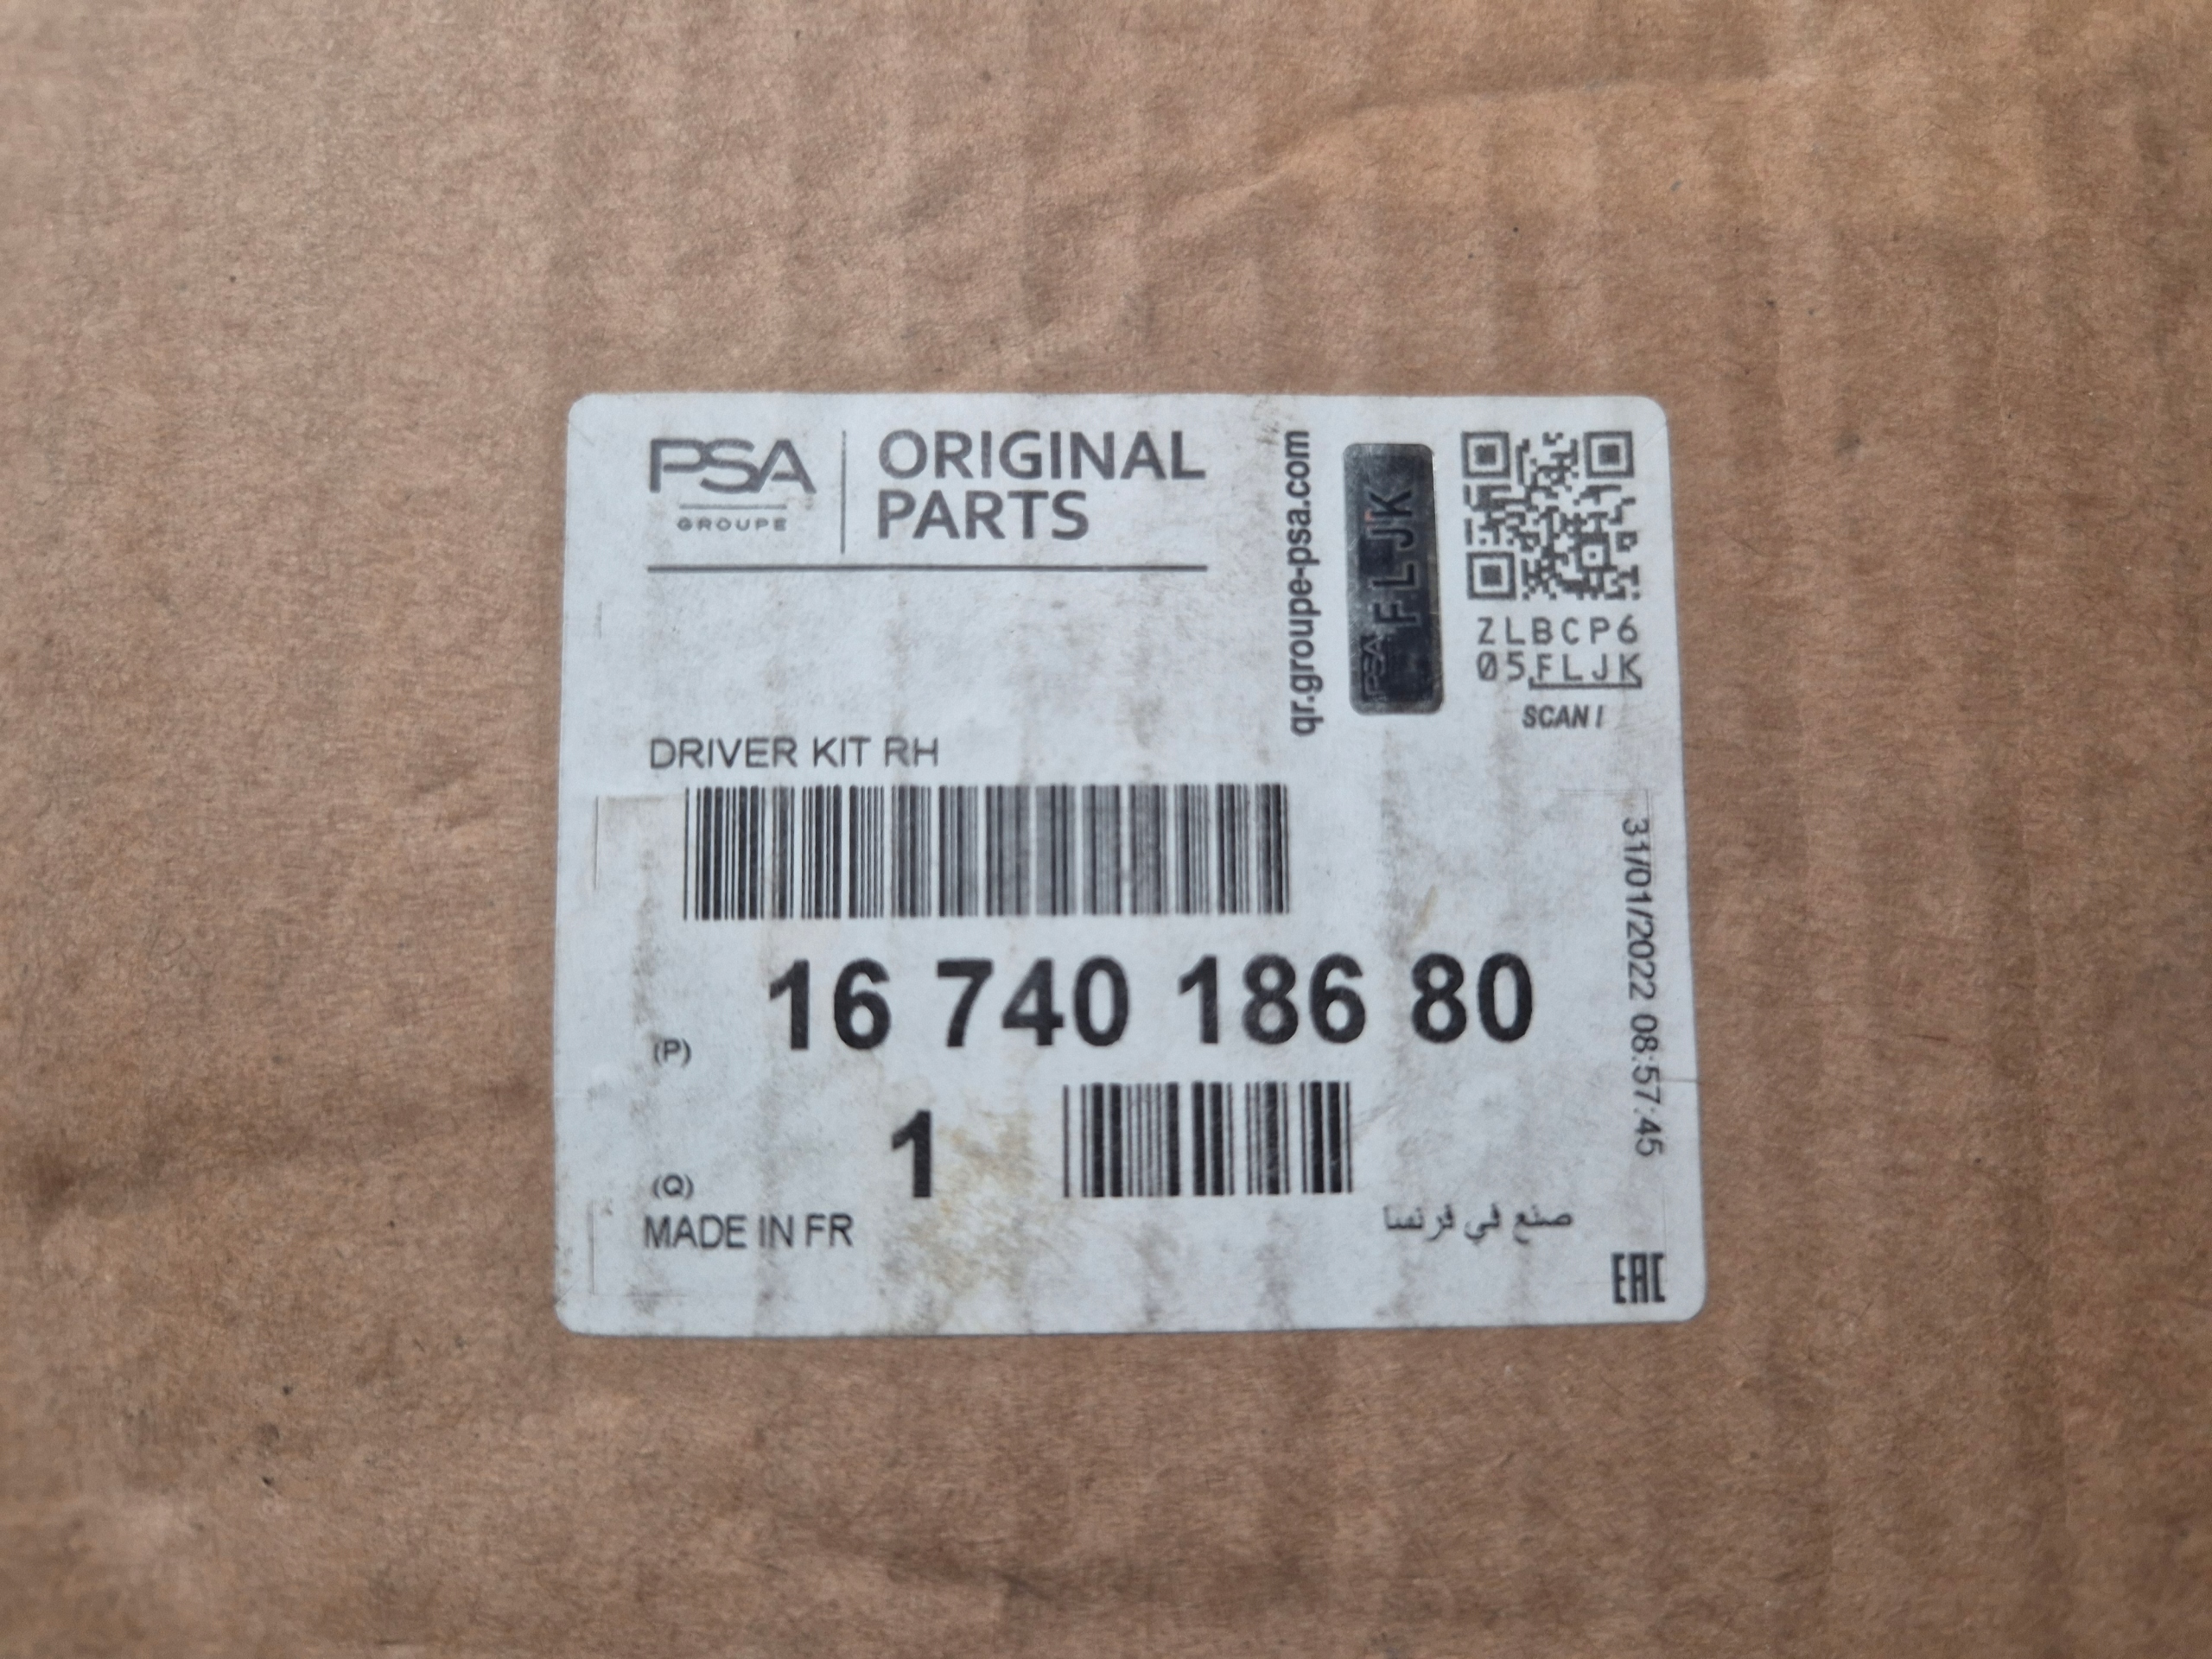 PSA
GROUPE
ORIGINAL
PARTS
qr.groupe-psa.com
PSA FLJK
ZLBCP6
05FLJK
SCAN !
DRIVER KIT RH
31/01/2022 08:57:45
(P) 16 740 186 80
(Q) 1
MADE IN FR
صنع في فرنسا
EAC